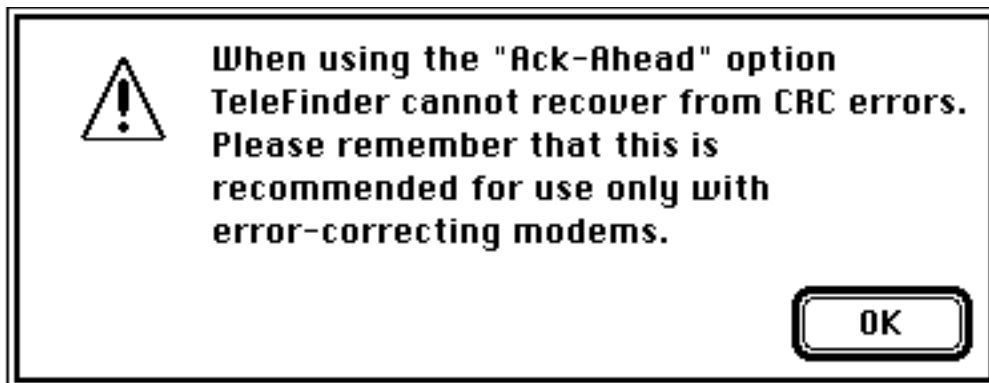 When using the "Ack-Ahead" option
TeleFinder cannot recover from CRC errors.
Please remember that this is
recommended for use only with
error-correcting modems.
OK